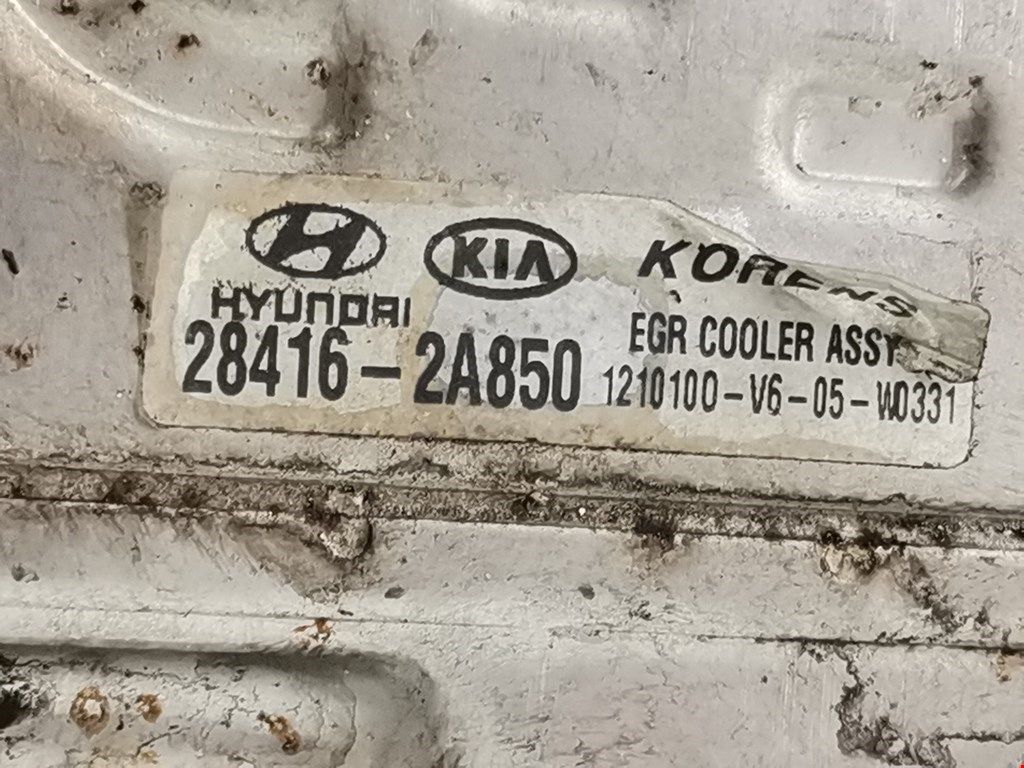 KIA KORENS
HYUNDAI EGR COOLER ASSY
28416-2A850 1210100-V6-05-W0331